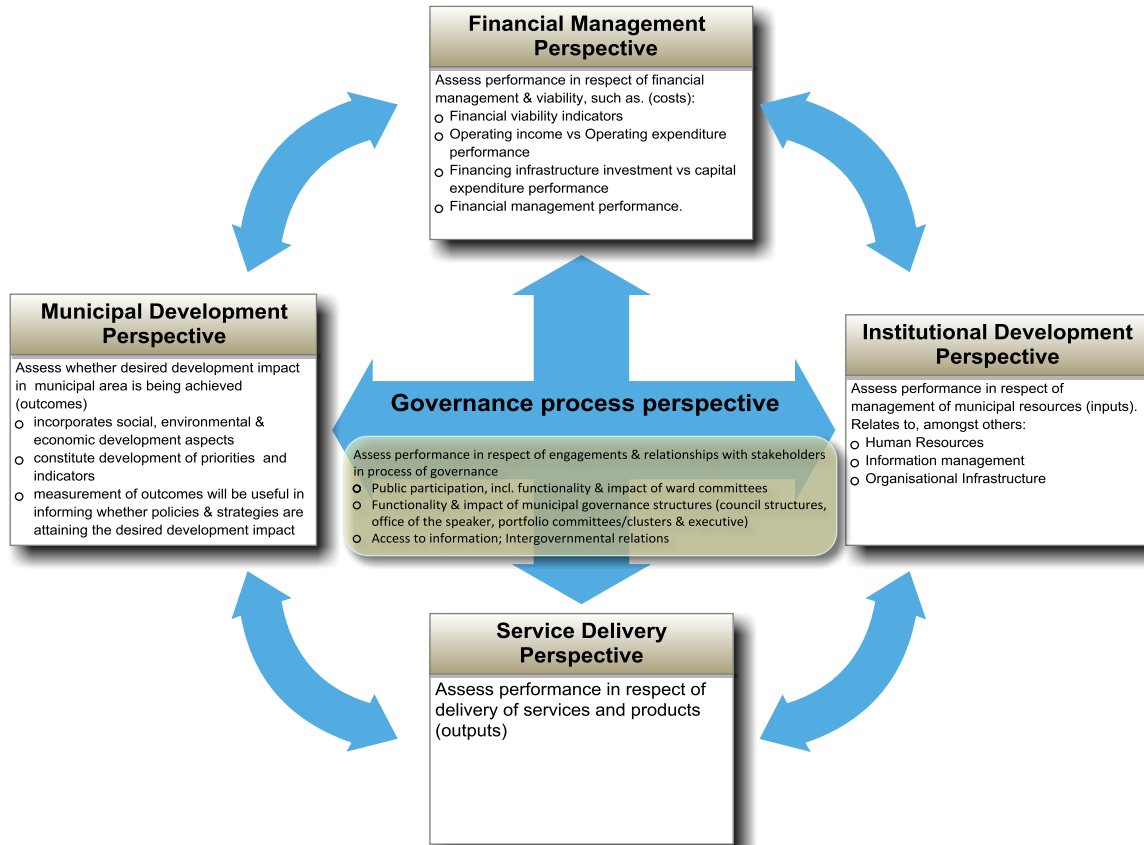 Financial Management
Perspective
Assess performance in respect of financial
management & viability, such as. (costs):
o Financial viability indicators
o Operating income vs Operating expenditure
performance
o Financing infrastructure investment vs capital
expenditure performance
o Financial management performance.
Municipal Development
Perspective
Assess whether desired development impact
in municipal area is being achieved
(outcomes)
o incorporates social, environmental &
economic development aspects
o constitute development of priorities and
indicators
o measurement of outcomes will be useful in
informing whether policies & strategies are
attaining the desired development impact
Governance process perspective
Assess performance in respect of engagements & relationships with stakeholders
in process of governance
o Public participation, incl. functionality & impact of ward committees
o Functionality & impact of municipal governance structures (council structures,
office of the speaker, portfolio committees/clusters & executive)
o Access to information; Intergovernmental relations
Institutional Development
Perspective
Assess performance in respect of
management of municipal resources (inputs).
Relates to, amongst others:
o Human Resources
o Information management
o Organisational Infrastructure
Service Delivery
Perspective
Assess performance in respect of
delivery of services and products
(outputs)